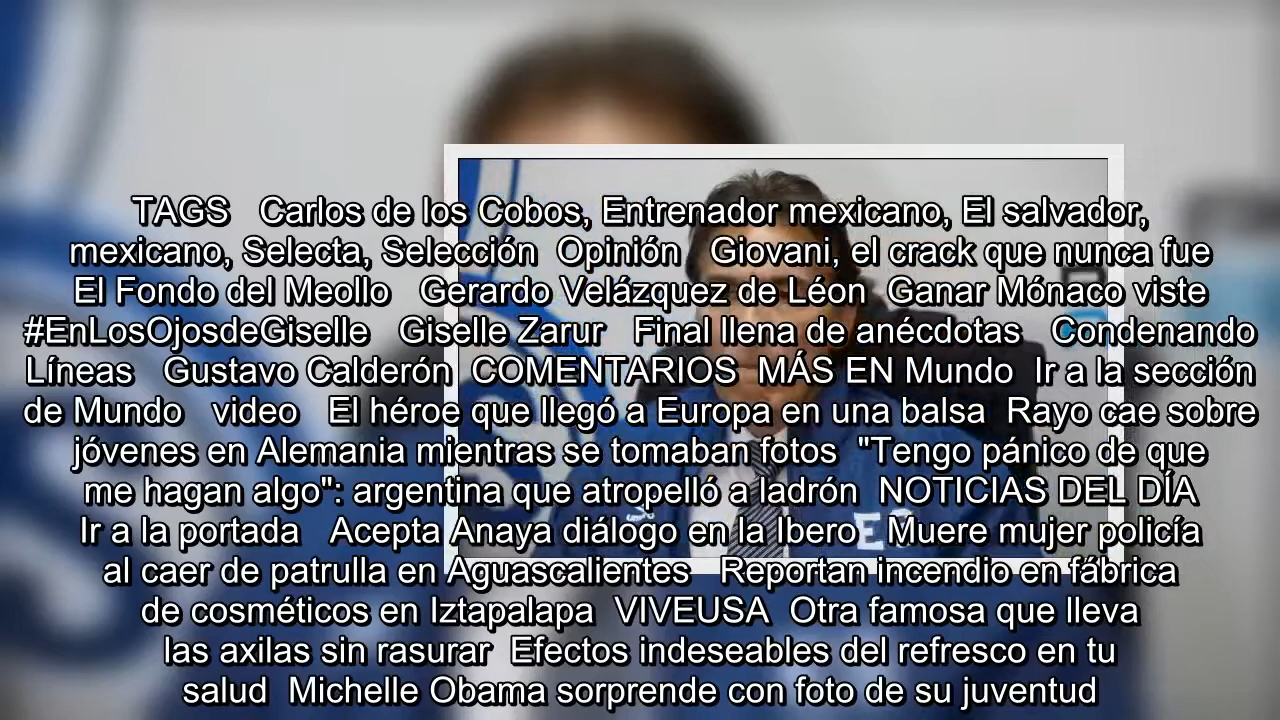 TAGS Carlos de los Cobos, Entrenador mexicano, El salvador,
mexicano, Selecta, Selección Opinión Giovani, el crack que nunca fue
El Fondo del Meollo Gerardo Velázquez de Léon Ganar Mónaco viste
#EnLosOjosdeGiselle Giselle Zarur Final llena de anécdotas Condenando
Líneas Gustavo Calderón COMENTARIOS MÁS EN Mundo Ir a la sección
de Mundo video El héroe que llegó a Europa en una balsa Rayo cae sobre
jóvenes en Alemania mientras se tomaban fotos "Tengo pánico de que
me hagan algo": argentina que atropelló a ladrón NOTICIAS DEL DÍA
Ir a la portada Acepta Anaya diálogo en la Ibero Muere mujer policía
al caer de patrulla en Aguascalientes Reportan incendio en fábrica
de cosméticos en Iztapalapa VIVEUSA Otra famosa que lleva
las axilas sin rasurar Efectos indeseables del refresco en tu
salud Michelle Obama sorprende con foto de su juventud